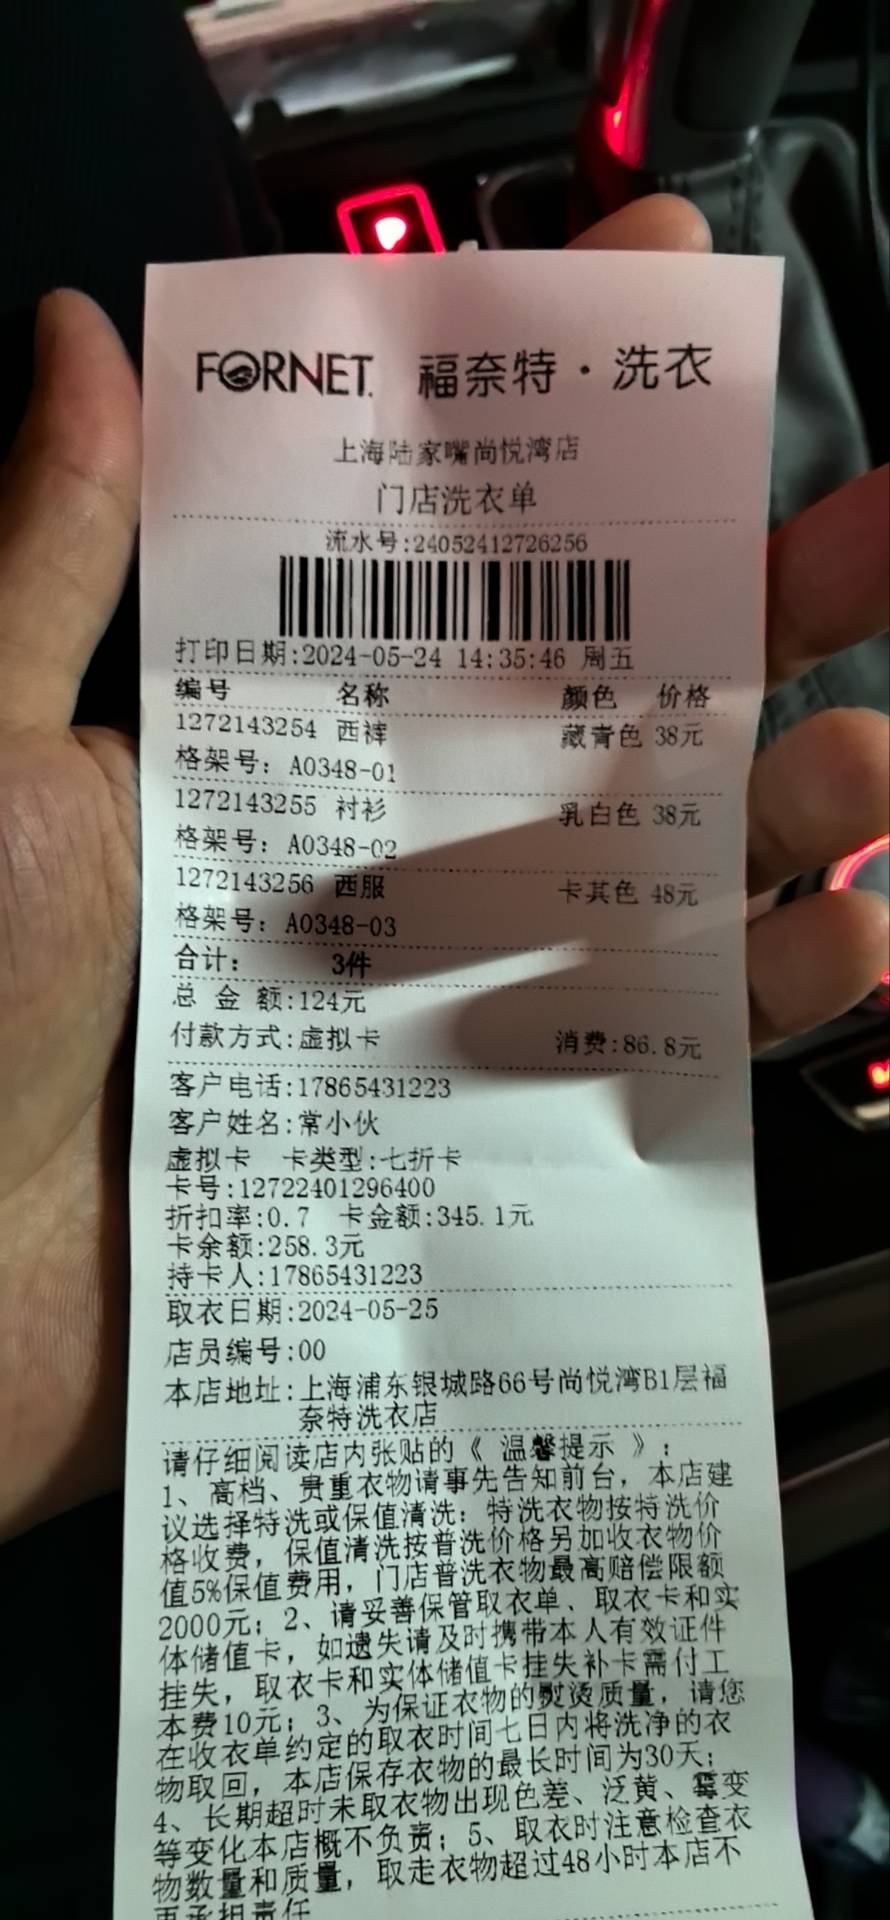 FORNET. 福奈特·洗衣
上海陆家嘴尚悦湾店
门店洗衣单
流水号:24052412726256
打印日期:2024-05-24 14:35:46 周五
编号 名称 颜色 价格
1272143254 西裤 藏青色 38元
格架号: A0348-01
1272143255 衬衫 乳白色 38元
格架号: A0348-02
1272143256 西服 卡其色 48元
格架号: A0348-03
合计: 3件
总 金 额:124元
付款方式:虚拟卡 消费:86.8元
客户电话:17865431223
客户姓名:常小伙
虚拟卡 卡类型:七折卡
卡号:12722401296400
折扣率:0.7 卡金额:345.1元
卡余额:258.3元
持卡人:17865431223
取衣日期:2024-05-25
店员编号:00
本店地址:上海浦东银城路66号尚悦湾B1层福
奈特洗衣店
请仔细阅读店内张贴的《 温馨提示 》:
1、高档、贵重衣物请事先告知前台，本店建
议选择特洗或保值清洗: 特洗衣物按特洗价
格收费，保值清洗按普洗价格另加收衣物价
值5%保值费用，门店普洗衣物最高赔偿限额
2000元; 2、请妥善保管取衣单、取衣卡和实
体储值卡，如遗失请及时携带本人有效证件
挂失，取衣卡和实体储值卡挂失补卡需付工
本费10元; 3、为保证衣物的熨烫质量，请您
在收衣单约定的取衣时间七日内将洗净的衣
物取回，本店保存衣物的最长时间为30天;
4、长期超时未取衣物出现色差、泛黄、霉变
等变化本店概不负责; 5、取衣时注意检查衣
物数量和质量，取走衣物超过48小时本店不
再承担责任